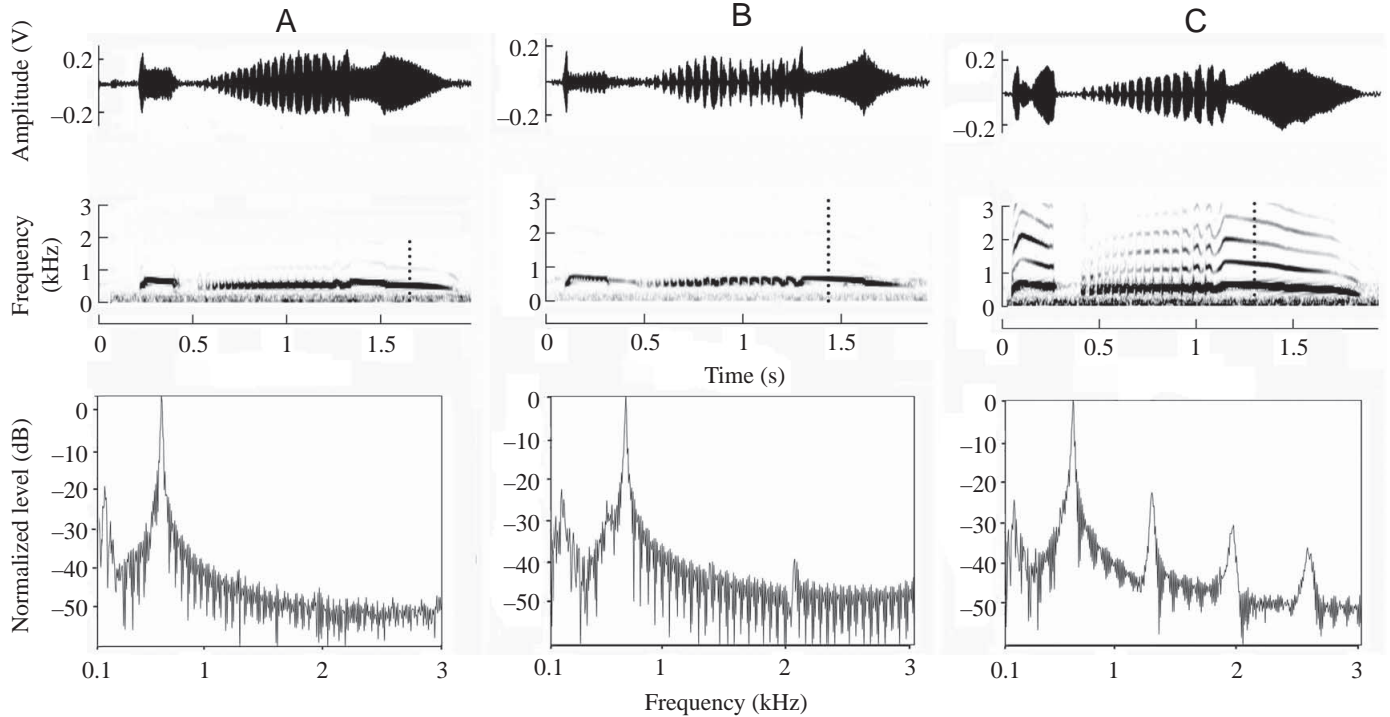 A B C
Amplitude (V)
0.2
–0.2
0.2
–0.2
0.2
–0.2
Frequency
(kHz)
3
2
1
0
3
2
1
0
3
2
1
0
0 0.5 1 1.5
0 0.5 1 1.5
0 0.5 1 1.5
Time (s)
Normalized level (dB)
0
–10
–20
–30
–40
–50
0
–10
–20
–30
–40
–50
0
–10
–20
–30
–40
–50
0.1 1 2 3
0.1 1 2 3
0.1 1 2 3
Frequency (kHz)